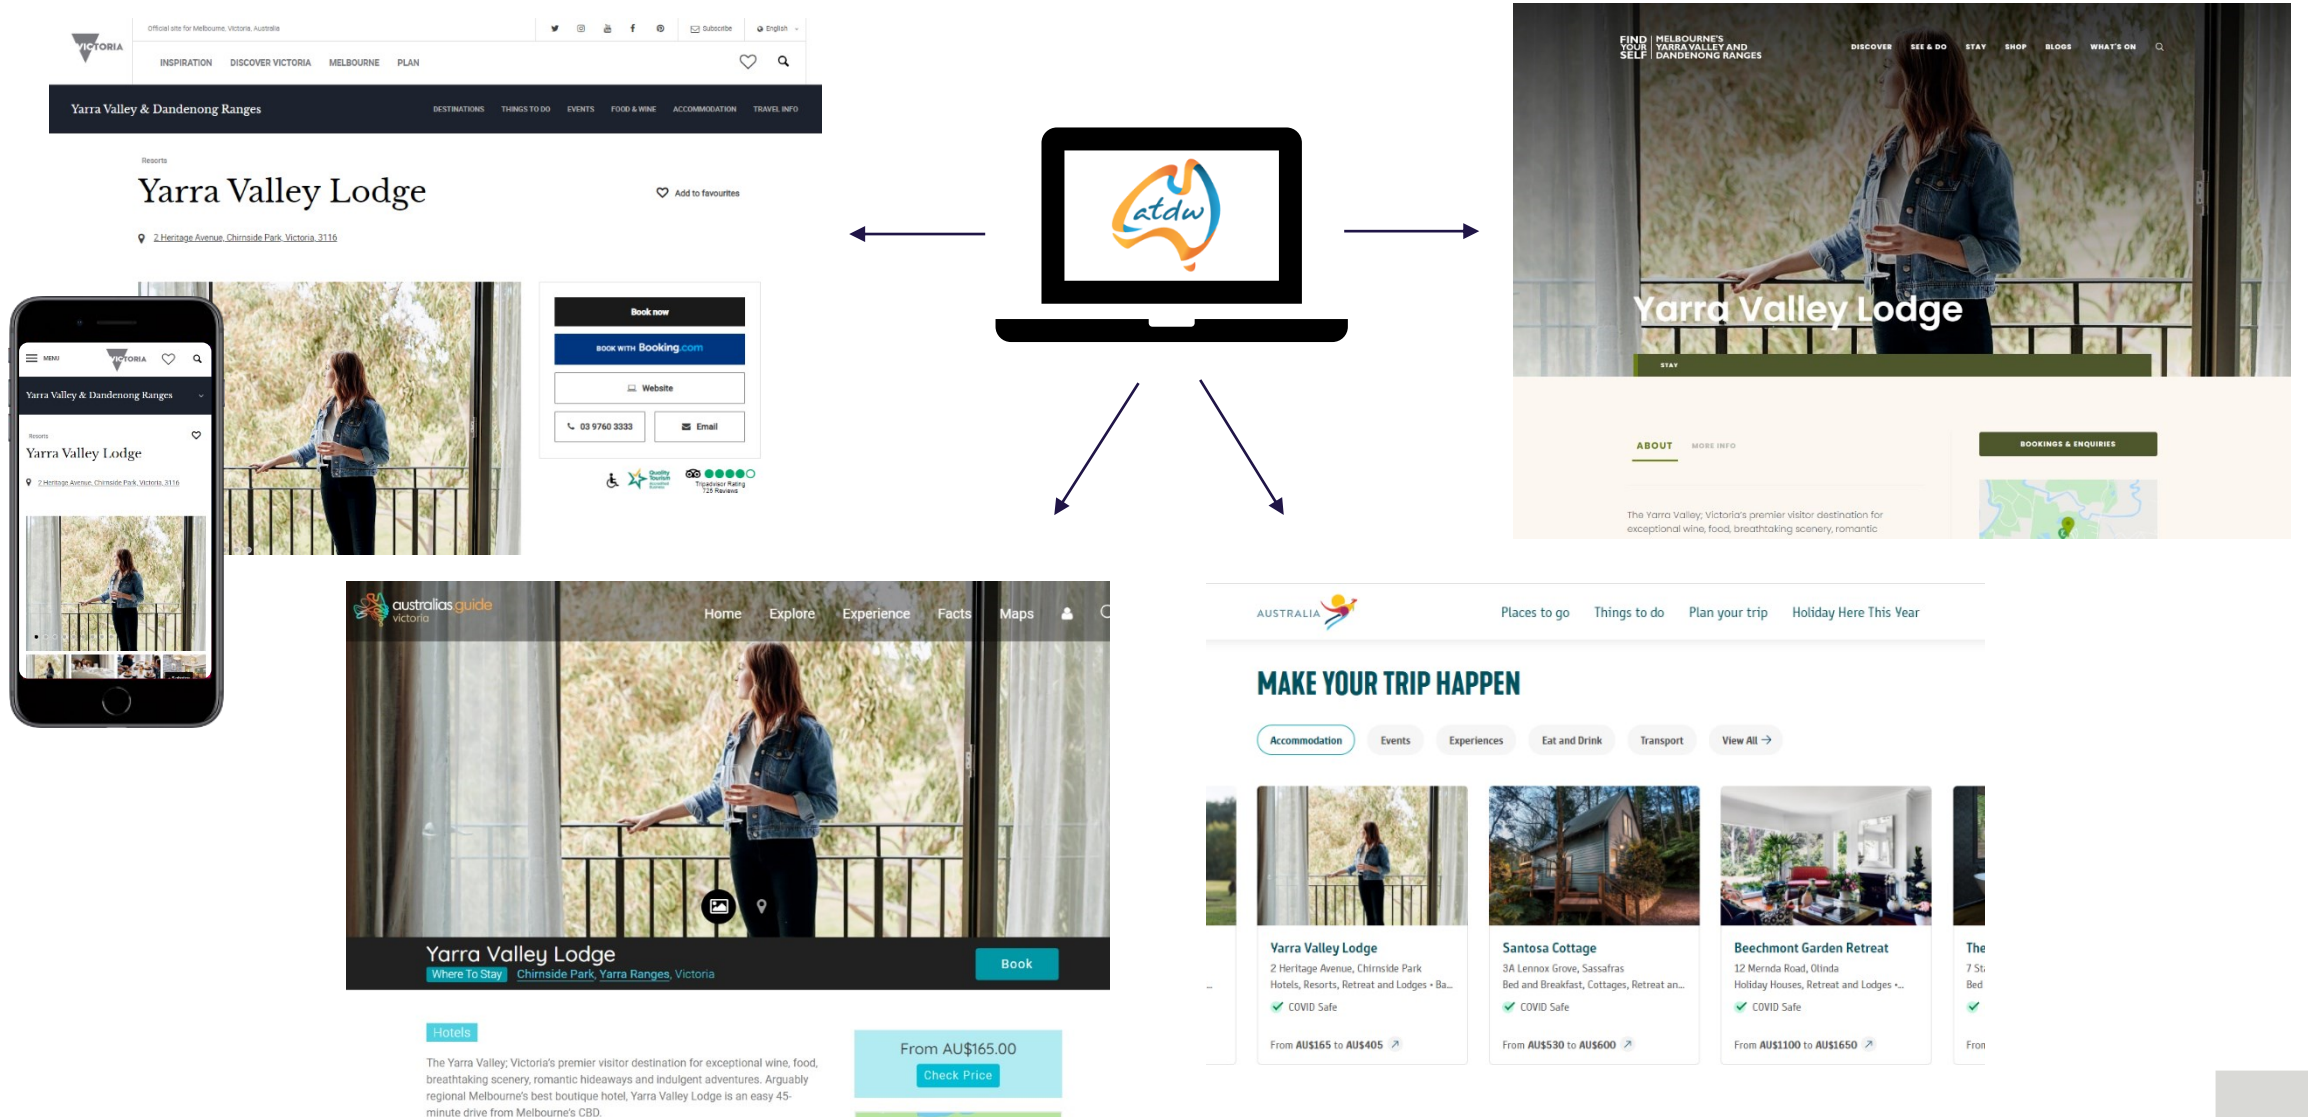 VICTORIA
Official site for Melbourne, Victoria, Australia
Subscribe
English
INSPIRATION DISCOVER VICTORIA MELBOURNE PLAN
Yarra Valley & Dandenong Ranges
DESTINATIONS THINGS TO DO EVENTS FOOD & WINE ACCOMMODATION TRAVEL INFO
Resorts
Yarra Valley Lodge
Add to favourites
2 Heritage Avenue, Chirnside Park, Victoria, 3116
Book now
BOOK WITH Booking.com
Website
03 9760 3333
Email
Quality
Tourism
Accredited
Business
Tripadvisor Rating
725 Reviews
MENU
VICTORIA
Yarra Valley & Dandenong Ranges
Resorts
Yarra Valley Lodge
2 Heritage Avenue, Chirnside Park, Victoria, 3116
atdw
FIND YOUR SELF
MELBOURNE'S
YARRA VALLEY AND
DANDENONG RANGES
DISCOVER SEE & DO STAY SHOP BLOGS WHAT'S ON
Yarra Valley Lodge
STAY
ABOUT MORE INFO
BOOKINGS & ENQUIRIES
The Yarra Valley; Victoria's premier visitor destination for
exceptional wine, food, breathtaking scenery, romantic
australias.guide
victoria
Home Explore Experience Facts Maps
Yarra Valley Lodge
Where To Stay Chirnside Park, Yarra Ranges, Victoria
Book
Hotels
The Yarra Valley; Victoria's premier visitor destination for exceptional wine, food,
breathtaking scenery, romantic hideaways and indulgent adventures. Arguably
regional Melbourne's best boutique hotel, Yarra Valley Lodge is an easy 45-
minute drive from Melbourne's CBD.
From AU$165.00
Check Price
AUSTRALIA
Places to go Things to do Plan your trip Holiday Here This Year
MAKE YOUR TRIP HAPPEN
Accommodation Events Experiences Eat and Drink Transport View All →
Yarra Valley Lodge
2 Heritage Avenue, Chirnside Park
Hotels, Resorts, Retreat and Lodges • Ba...
COVID Safe
From AU$165 to AU$405
Santosa Cottage
3A Lennox Grove, Sassafras
Bed and Breakfast, Cottages, Retreat an...
COVID Safe
From AU$530 to AU$600
Beechmont Garden Retreat
12 Mernda Road, Olinda
Holiday Houses, Retreat and Lodges •...
COVID Safe
From AU$1100 to AU$1650
The
Bed